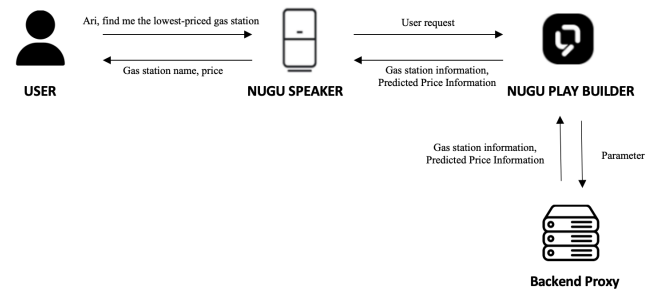 Ari, find me the lowest-priced gas station
User request
Gas station name, price
Gas station information,
Predicted Price Information
USER
NUGU SPEAKER
NUGU PLAY BUILDER
Gas station information,
Predicted Price Information
Parameter
Backend Proxy